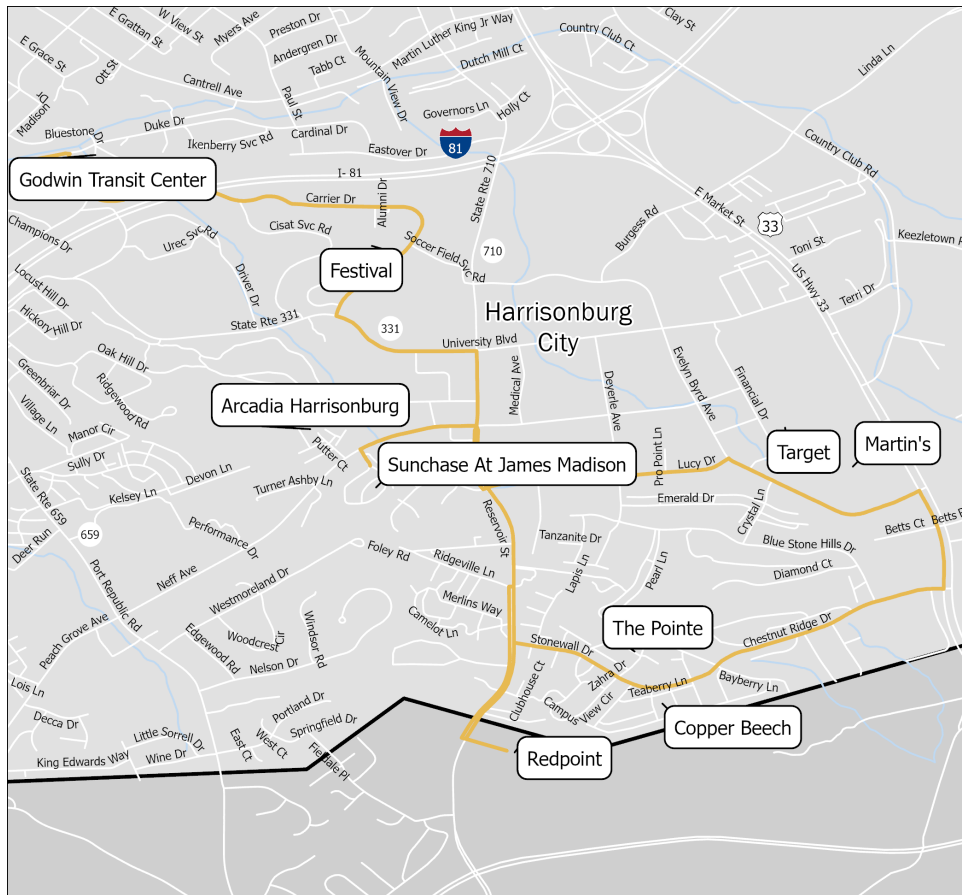 E Grattan St
W View St
Myers Ave
Preston Dr
Andergren Dr
Tabb Ct
Martin Luther King Jr Way
Dutch Mill Ct
Country Club Ct
Clay St
Linda Ln
E Grace St
Ott St
Cantrell Ave
Mountain View Dr
Paul St
Governors Ln
Holly Ct
Madison Dr
Bluestone Dr
Duke Dr
Ikenberry Svc Rd
Cardinal Dr
Eastover Dr
81
State Rte 710
Country Club Rd
Godwin Transit Center
I- 81
Carrier Dr
Alumni Dr
E Market St
33
Burgess Rd
Toni St
Keezletown R
Champions Dr
Urec Svc Rd
Cisat Svc Rd
Soccer Field Svc Rd
710
US Hwy 33
Terri Dr
Locust Hill Dr
Driver Dr
Festival
Hickory Hill Dr
State Rte 331
331
Harrisonburg
City
University Blvd
Oak Hill Dr
Greenbriar Dr
Ridgewood Rd
Medical Ave
Deyerle Ave
Evelyn Byrd Ave
Financial Dr
Village Ln
Manor Cir
Arcadia Harrisonburg
Putter Ct
Sunchase At James Madison
Pro Point Ln
Lucy Dr
Target
Martin's
Sully Dr
Devon Ln
Kelsey Ln
Turner Ashby Ln
State Rte 659
659
Deer Run
Performance Dr
Reservoir St
Emerald Dr
Crystal Ln
Betts Ct
Betts R
Tanzanite Dr
Blue Stone Hills Dr
Foley Rd
Ridgeville Ln
Lapis Ln
Pearl Ln
Diamond Ct
Neff Ave
Westmoreland Dr
Port Republic Rd
Merlins Way
Camelot Ln
Peach Grove Ave
Edgewood Rd
Woodcrest Cir
Windsor Rd
Nelson Dr
Stonewall Dr
The Pointe
Chestnut Ridge Dr
Zahra Dr
Clubhouse Ct
Campus View Cir
Teaberry Ln
Bayberry Ln
Lois Ln
Decca Dr
Portland Dr
Springfield Dr
Little Sorrell Dr
East Ct
West Ct
Fieldale Pl
King Edwards Way
Wine Dr
Copper Beech
Redpoint